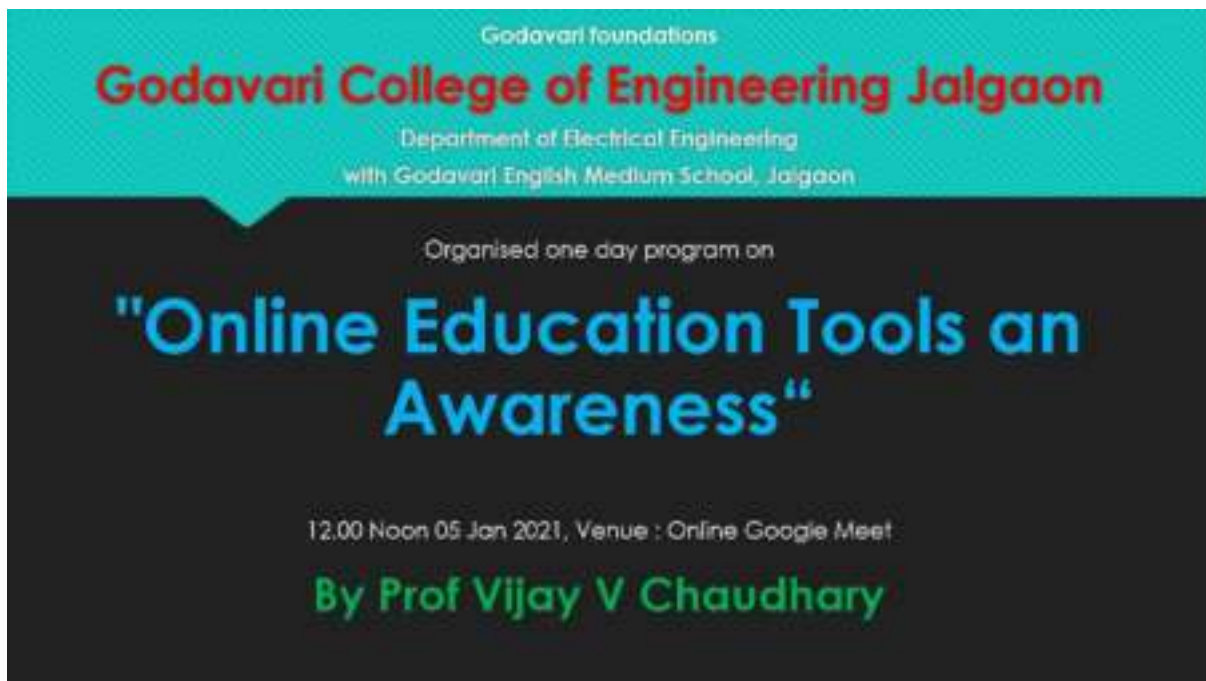 Godavari foundations
Godavari College of Engineering Jalgaon
Department of Electrical Engineering
with Godavari English Medium School, Jalgaon
Organised one day program on
"Online Education Tools an
Awareness“
12.00 Noon 05 Jan 2021, Venue : Online Google Meet
By Prof Vijay V Chaudhary